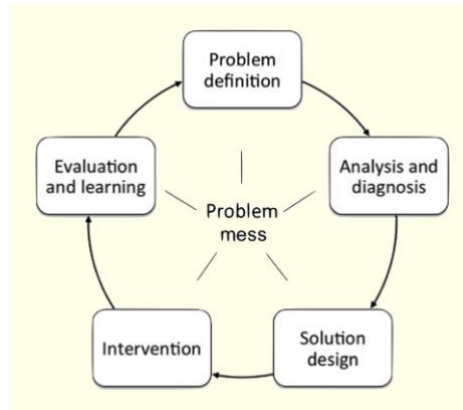 Problem
definition
Evaluation
and learning
Analysis and
diagnosis
Problem
mess
Intervention
Solution
design